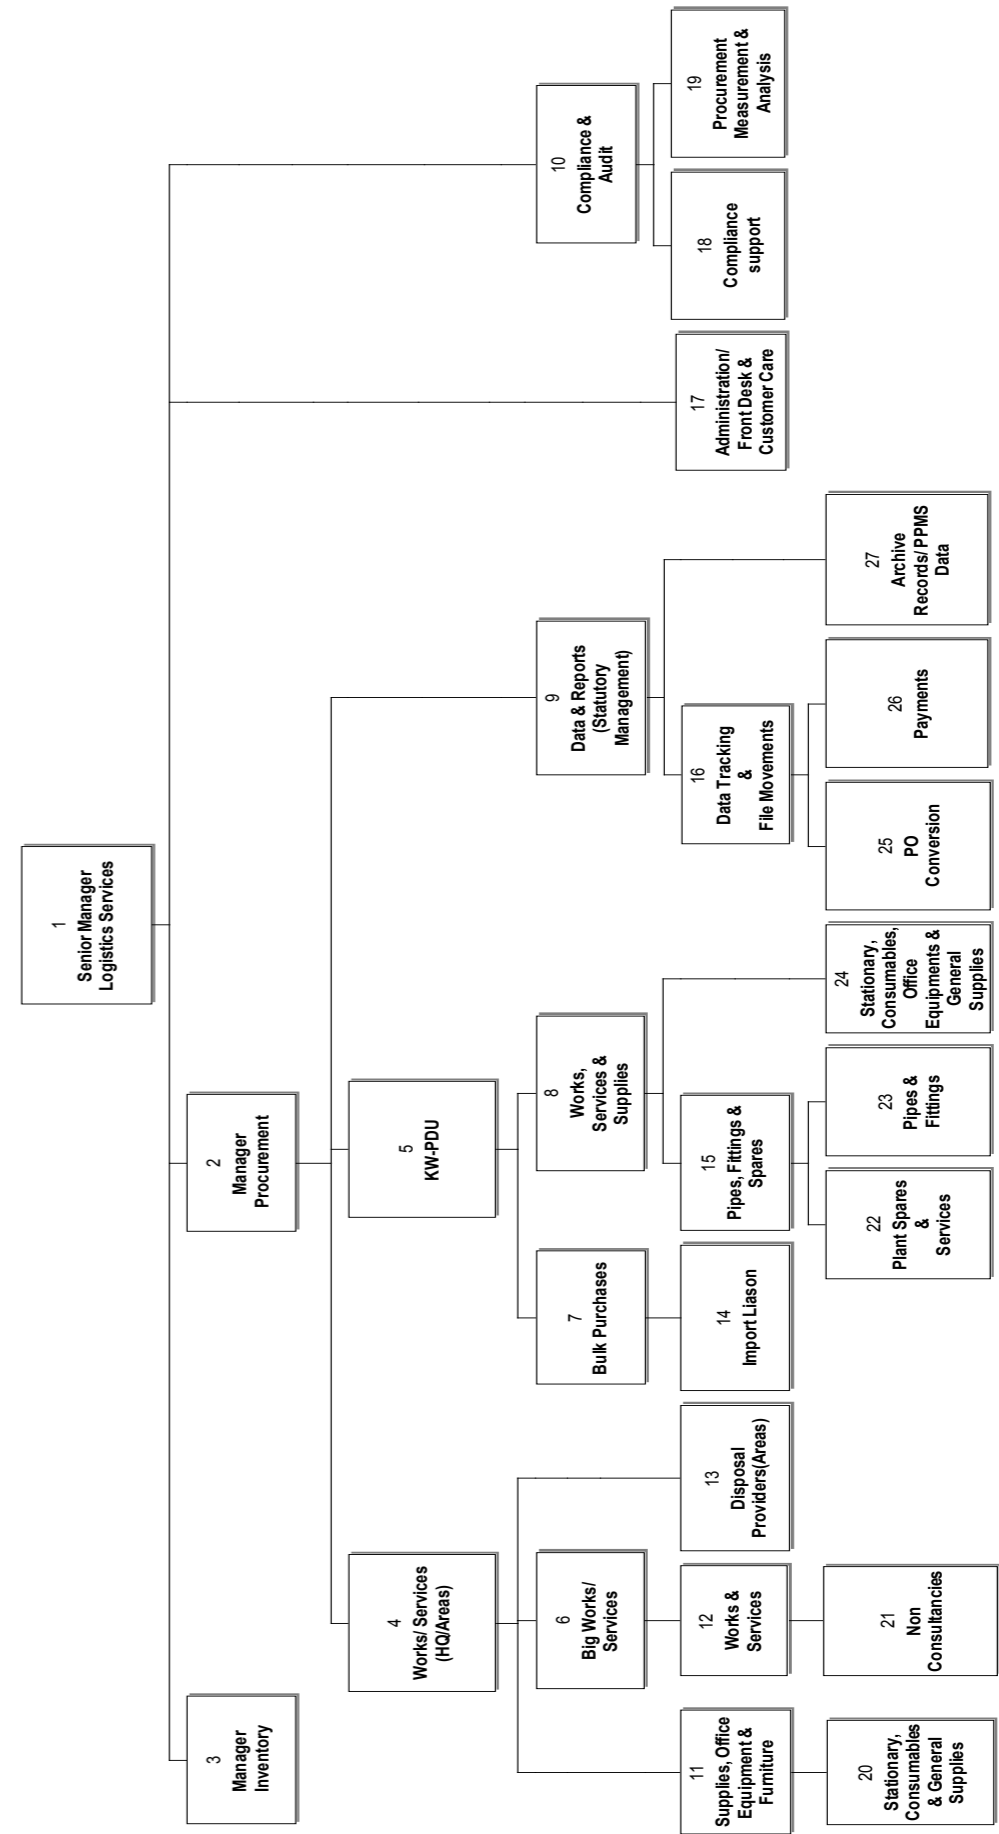 1
Senior Manager
Logistics Services
3
Manager
Inventory
2
Manager
Procurement
4
Works/ Services
(HQ/Areas)
5
KW-PDU
6
Big Works/
Services
7
Bulk Purchases
8
Works,
Services &
Supplies
9
Data & Reports
(Statutory
Management)
10
Compliance &
Audit
11
Supplies, Office
Equipment &
Furniture
12
Works &
Services
13
Disposal
Providers(Areas)
14
Import Liason
15
Pipes, Fittings &
Spares
16
Data Tracking
&
File Movements
17
Administration/
Front Desk &
Customer Care
18
Compliance
support
19
Procurement
Measurement &
Analysis
20
Stationary,
Consumables
& General
Supplies
21
Non
Consultancies
22
Plant Spares
&
Services
23
Pipes &
Fittings
24
Stationary,
Consumables,
Office
Equipments &
General
Supplies
25
PO
Conversion
26
Payments
27
Archive
Records/ PPMS
Data